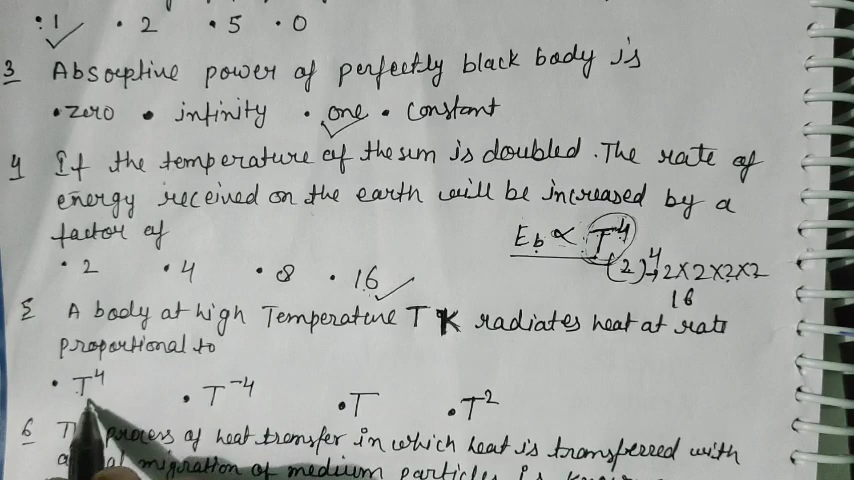 • 1 • 2 • 5 • 0
3 Absorptive power of perfectly black body is
• zero • infinity • one • constant
4 If the temperature of the sun is doubled. The rate of
energy received on the earth will be increased by a
factor of
Eb ∝ T⁴
(2)⁴→2×2×2×2
16
• 2 • 4 • 8 • 16
5 A body at high Temperature T K radiates heat at rate
proportional to
• T⁴ • T⁻⁴ • T • T²
6 process of heat transfer in which heat is transferred with
migration of medium particles is